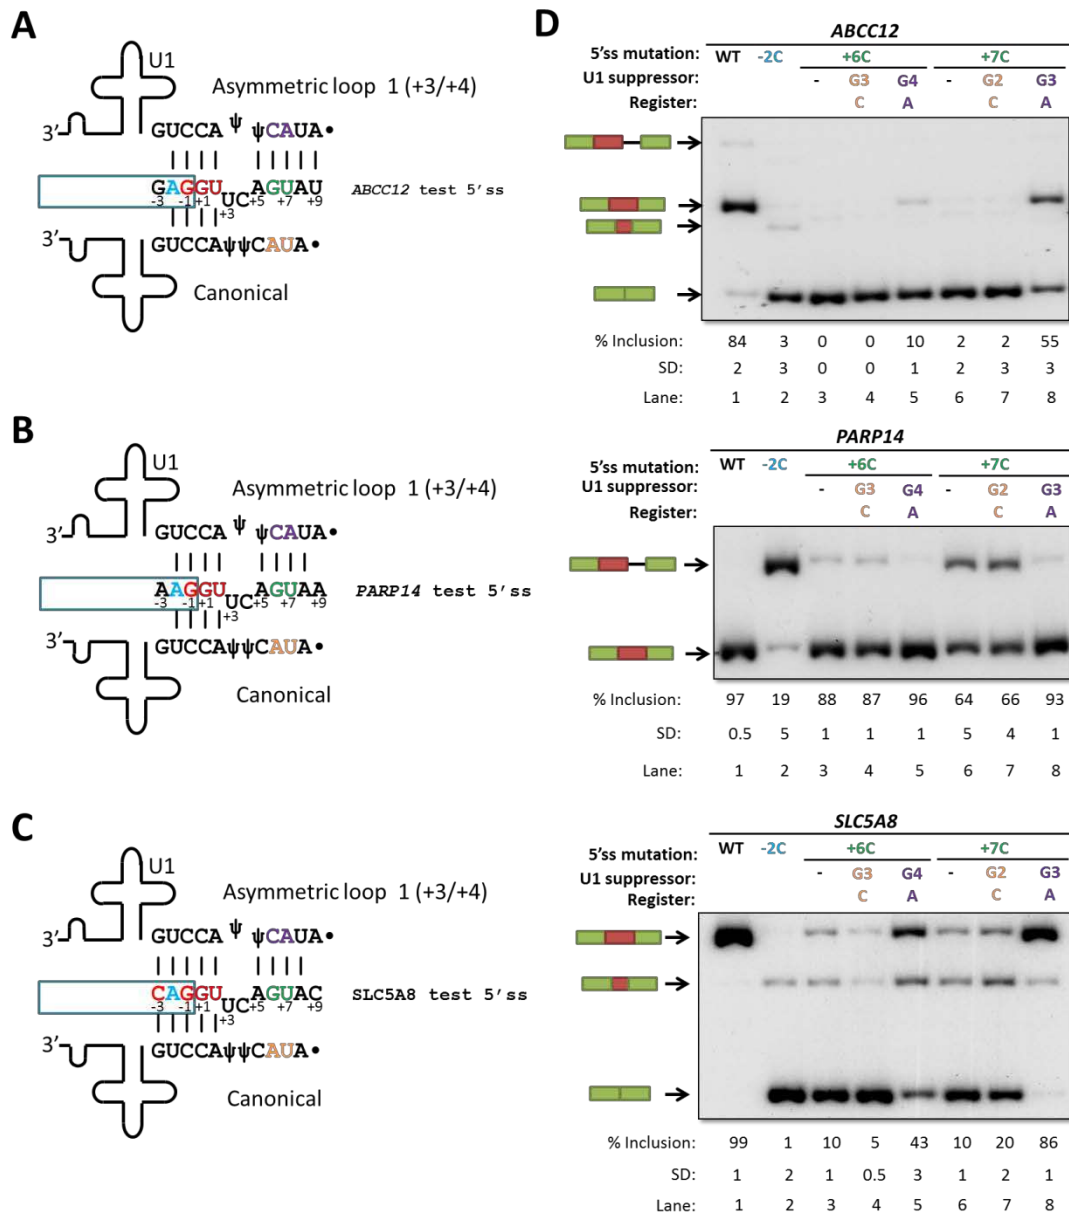 A
U1
Asymmetric loop 1 (+3/+4)
3’
GUCCA ψ ψCAUA•
GAGGU UC AGUAU
ABCC12 test 5’ss
-3 -1 +1 +3 +5 +7 +9
3’
GUCCAψψCAUA•
Canonical
B
U1
Asymmetric loop 1 (+3/+4)
3’
GUCCA ψ ψCAUA•
AAGGU UC AGUAA
PARP14 test 5’ss
-3 -1 +1 +3 +5 +7 +9
3’
GUCCAψψCAUA•
Canonical
C
U1
Asymmetric loop 1 (+3/+4)
3’
GUCCA ψ ψCAUA•
CAGGU UC AGUAC
SLC5A8 test 5’ss
-3 -1 +1 +3 +5 +7 +9
3’
GUCCAψψCAUA•
Canonical
D
ABCC12
5’ss mutation: WT -2C +6C +7C
U1 suppressor: - G3 G4 - G2 G3
Register: C A C A
% Inclusion: 84 3 0 0 10 2 2 55
SD: 2 3 0 0 1 2 3 3
Lane: 1 2 3 4 5 6 7 8
PARP14
5’ss mutation: WT -2C +6C +7C
U1 suppressor: - G3 G4 - G2 G3
Register: C A C A
% Inclusion: 97 19 88 87 96 64 66 93
SD: 0.5 5 1 1 1 5 4 1
Lane: 1 2 3 4 5 6 7 8
SLC5A8
5’ss mutation: WT -2C +6C +7C
U1 suppressor: - G3 G4 - G2 G3
Register: C A C A
% Inclusion: 99 1 10 5 43 10 20 86
SD: 1 2 1 0.5 3 1 2 1
Lane: 1 2 3 4 5 6 7 8